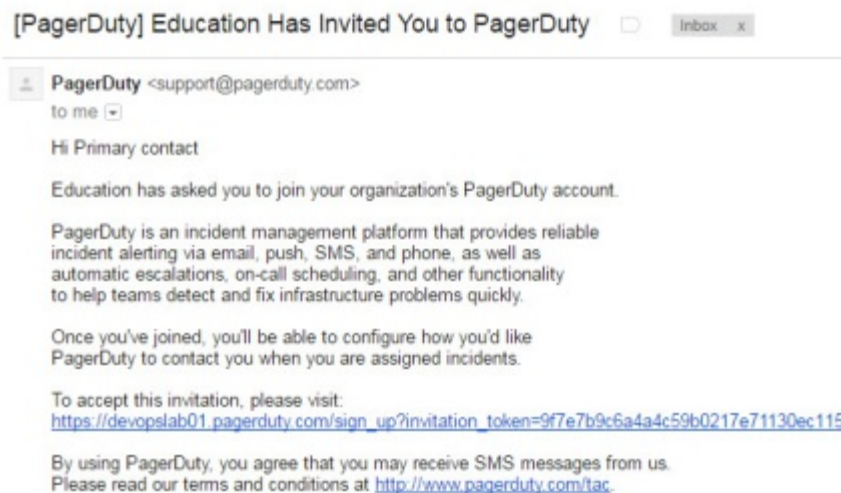 [PagerDuty] Education Has Invited You to PagerDuty
Inbox x
PagerDuty <support@pagerduty.com>
to me
Hi Primary contact
Education has asked you to join your organization's PagerDuty account.
PagerDuty is an incident management platform that provides reliable
incident alerting via email, push, SMS, and phone, as well as
automatic escalations, on-call scheduling, and other functionality
to help teams detect and fix infrastructure problems quickly.
Once you've joined, you'll be able to configure how you'd like
PagerDuty to contact you when you are assigned incidents.
To accept this invitation, please visit:
https://devopslab01.pagerduty.com/sign_up?invitation_token=9f7e7b9c6a4a4c59b0217e71130ec115
By using PagerDuty, you agree that you may receive SMS messages from us.
Please read our terms and conditions at http://www.pagerduty.com/tac.